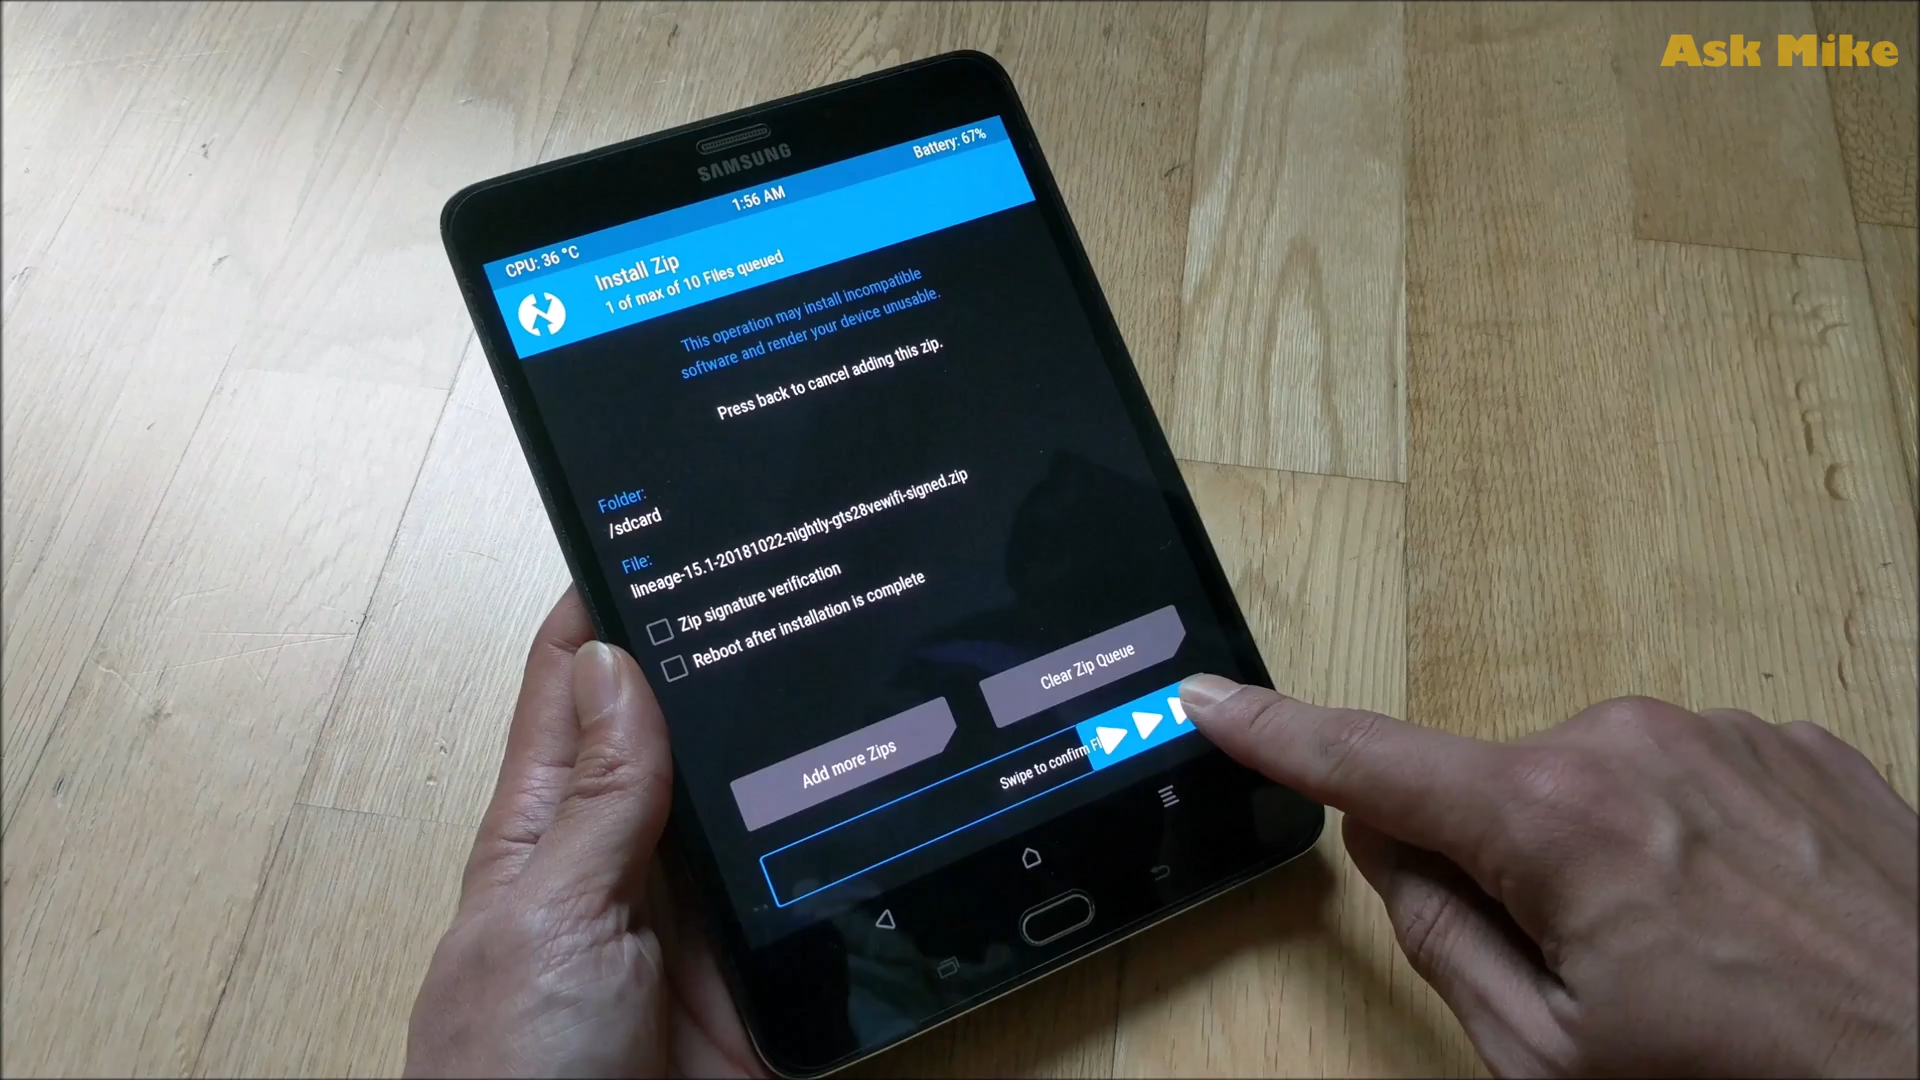 Ask Mike
SAMSUNG
CPU: 36 °C
1:56 AM
Battery: 67%
Install Zip
1 of max of 10 Files queued
This operation may install incompatible
software and render your device unusable.
Press back to cancel adding this zip.
Folder:
/sdcard
File:
lineage-15.1-20181022-nightly-gts28vewifi-signed.zip
Zip signature verification
Reboot after installation is complete
Add more Zips
Clear Zip Queue
Swipe to confirm